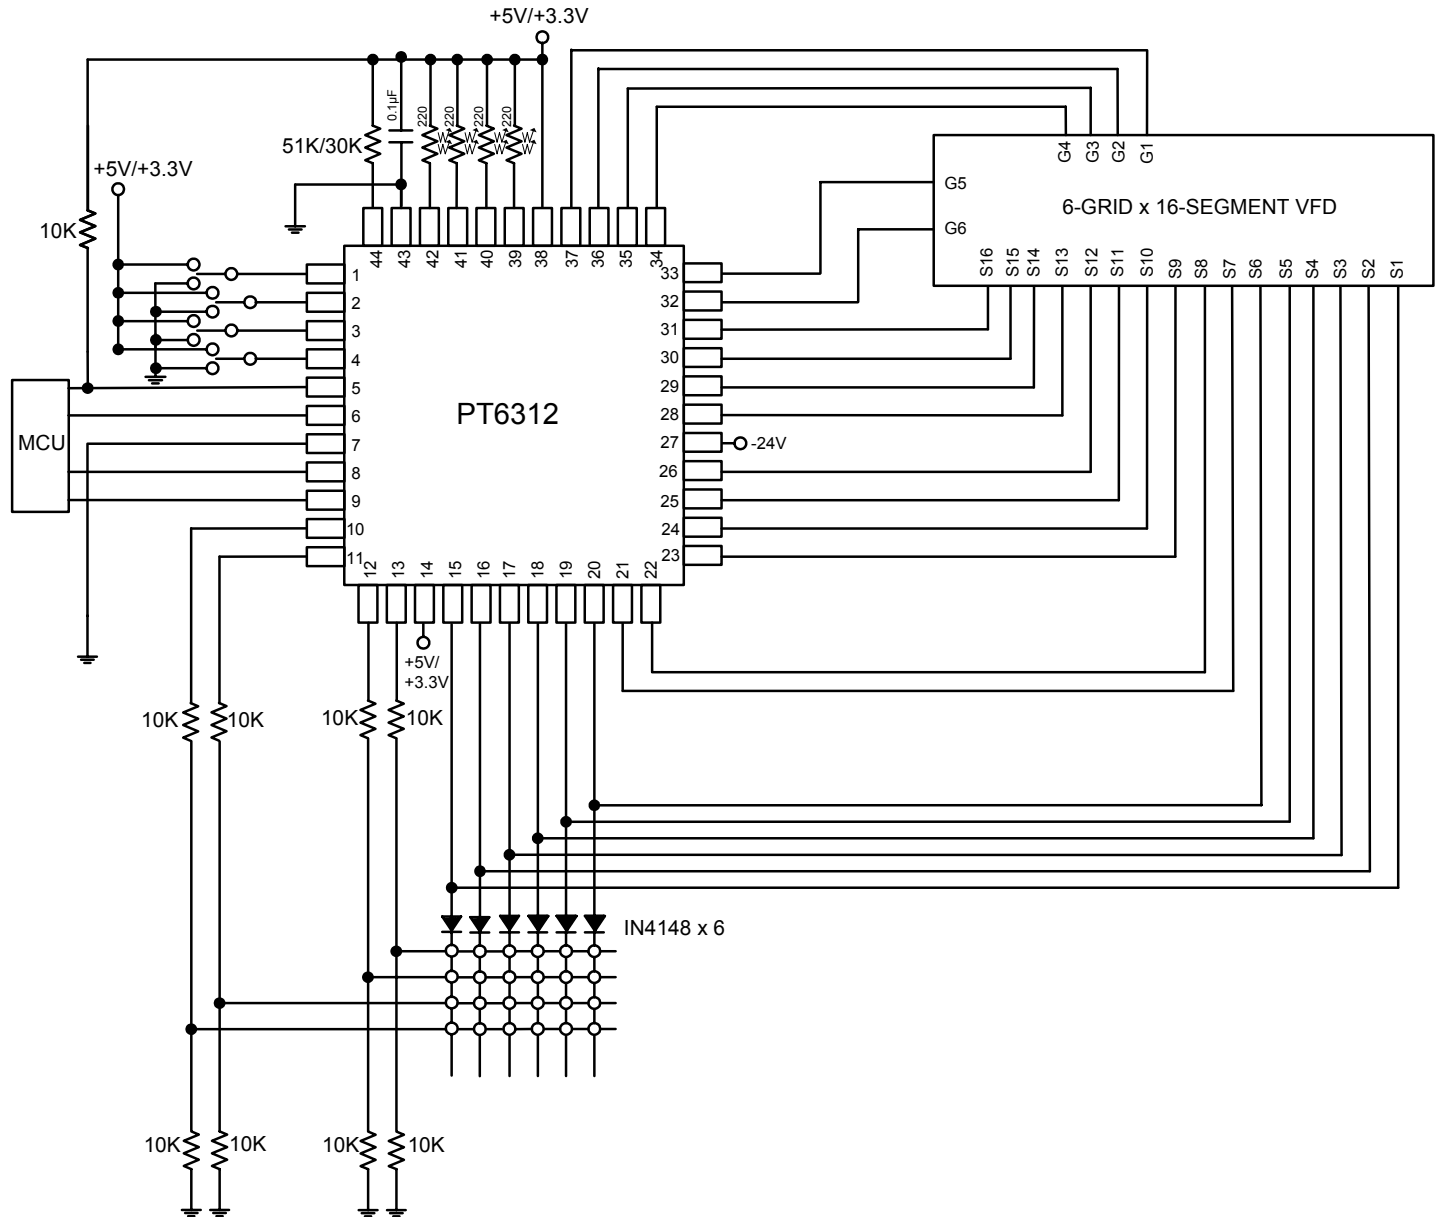 +5V/+3.3V
0.1µF
220
220
220
220
51K/30K
+5V/+3.3V
10K
G4
G3
G2
G1
G5
G6
6-GRID x 16-SEGMENT VFD
S16
S15
S14
S13
S12
S11
S10
S9
S8
S7
S6
S5
S4
S3
S2
S1
44
43
42
41
40
39
38
37
36
35
34
1
2
3
4
5
6
7
8
9
10
11
33
32
31
30
29
28
27
26
25
24
23
-24V
PT6312
MCU
12
13
14
15
16
17
18
19
20
21
22
+5V/
+3.3V
10K
10K
10K
10K
IN4148 x 6
10K
10K
10K
10K